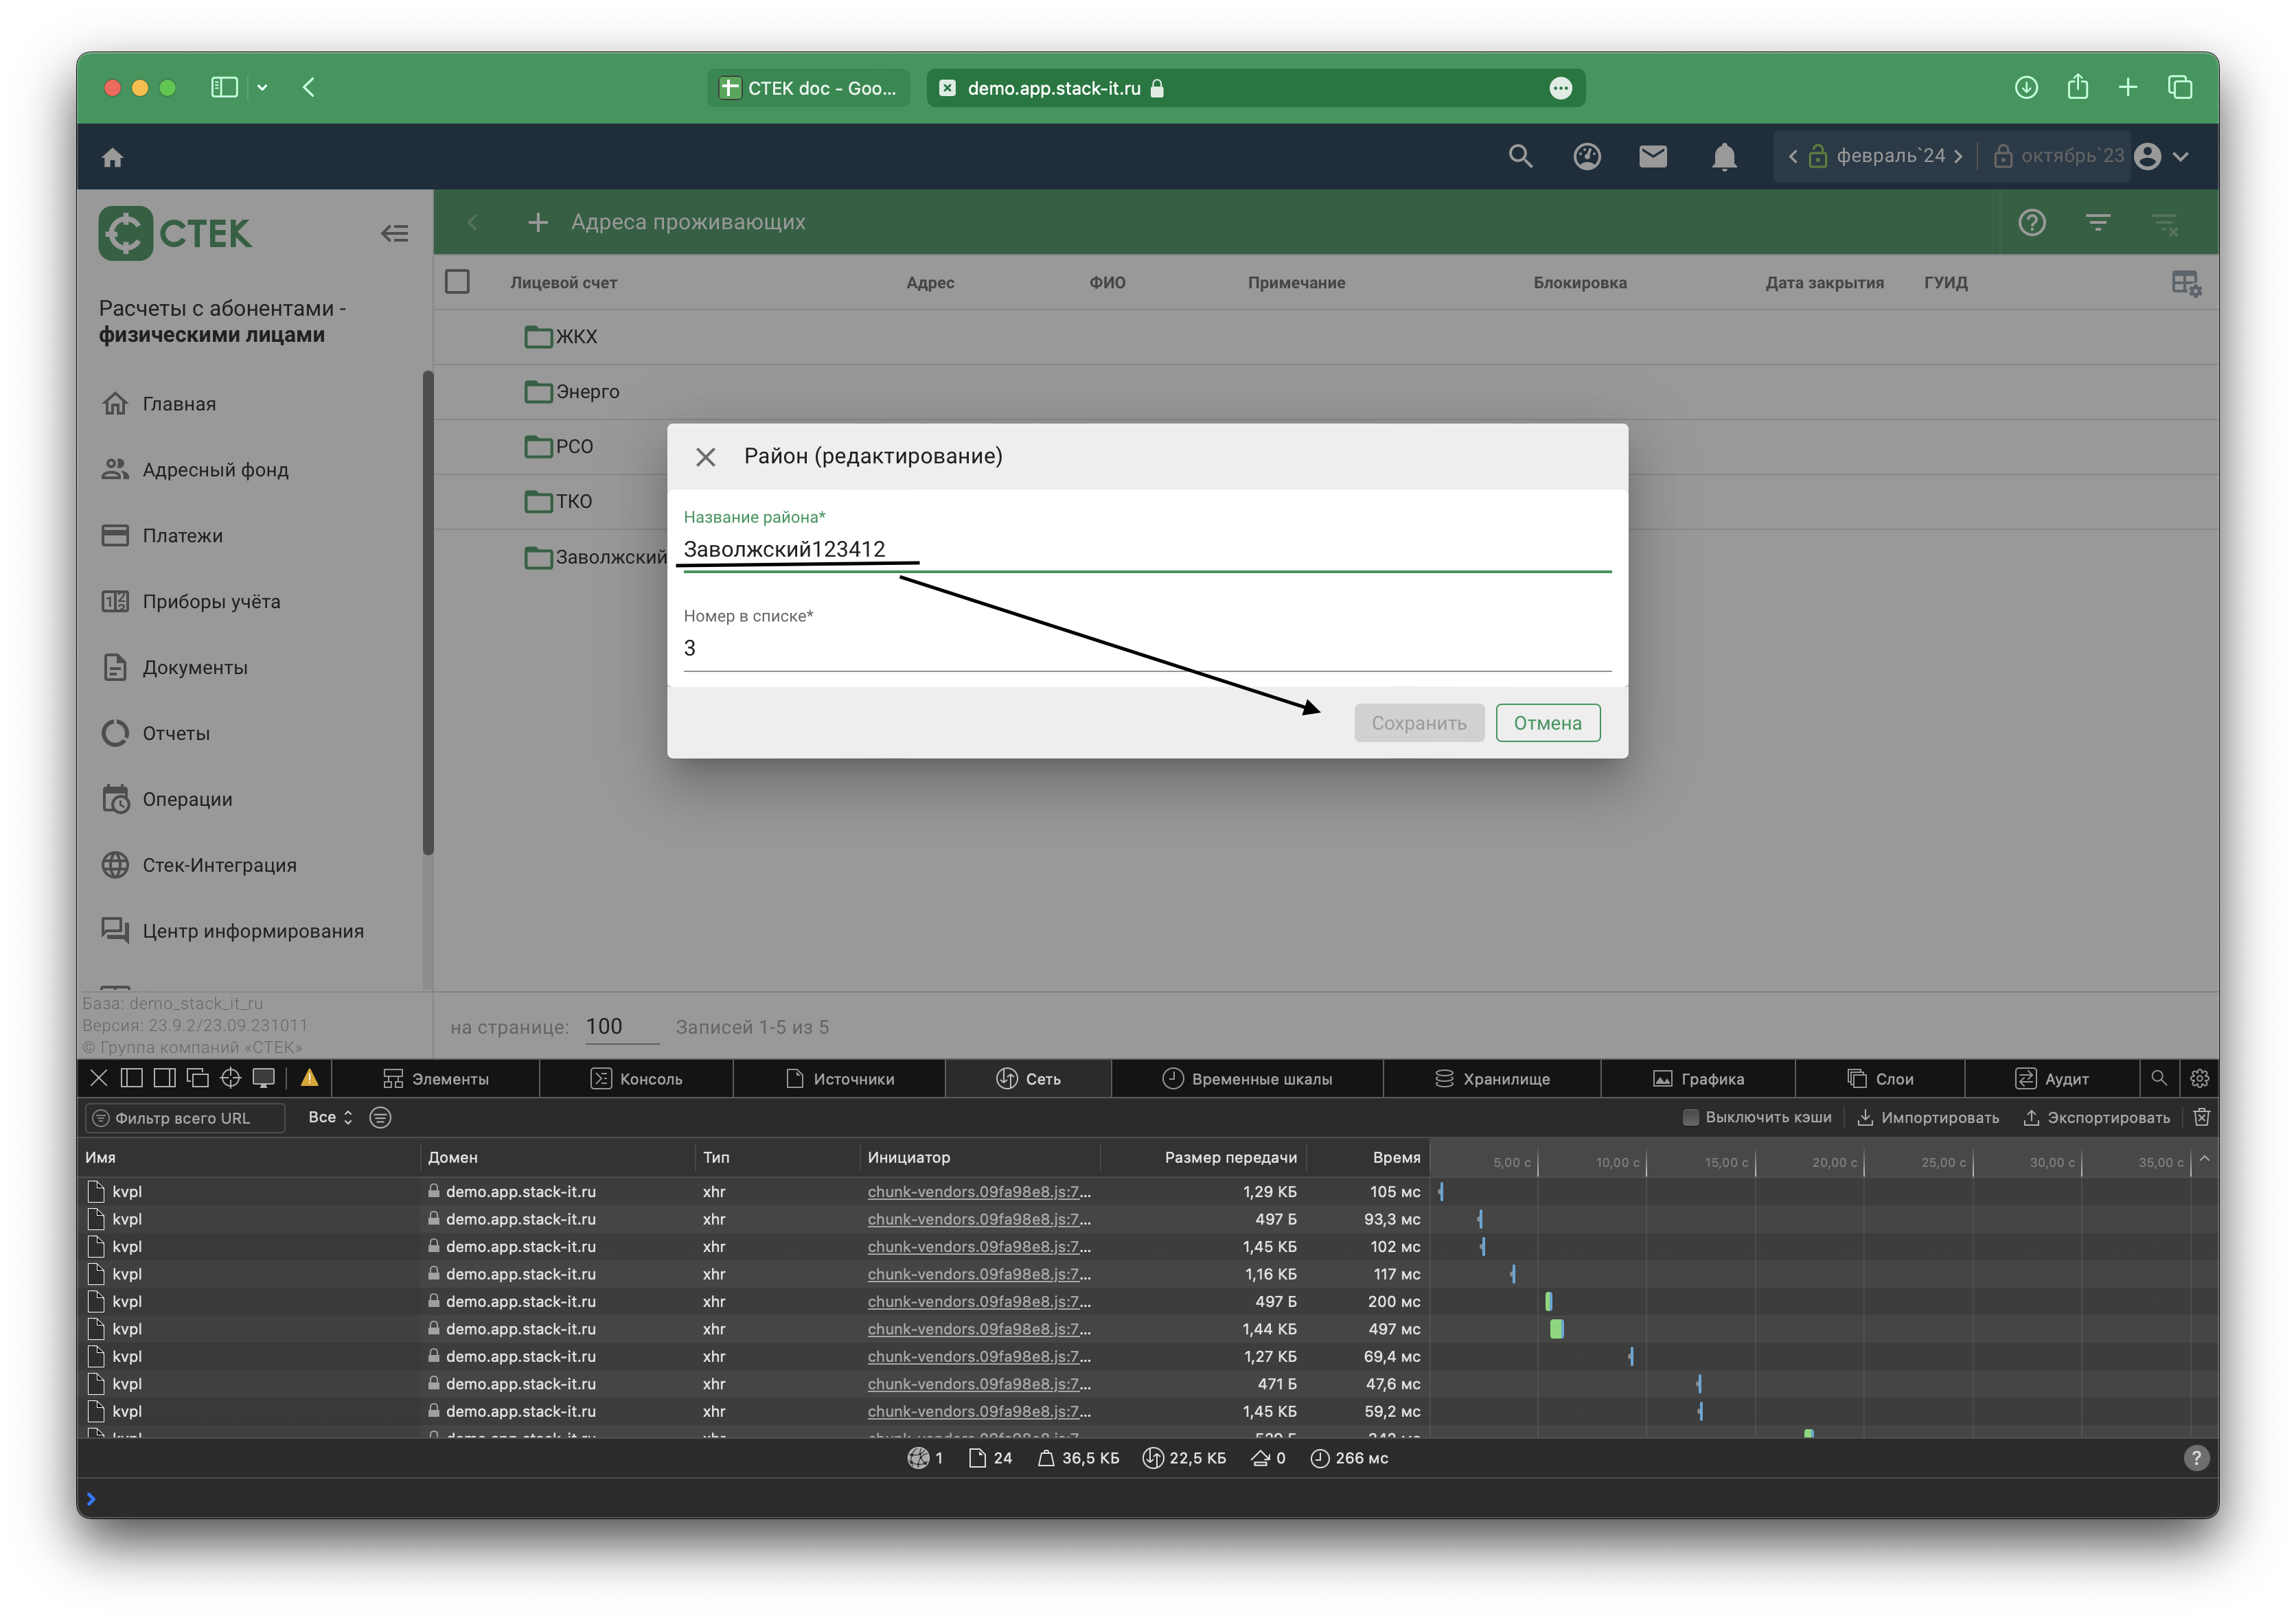 СТЕК doc - Goo...
demo.app.stack-it.ru
февраль`24
октябрь`23
СТЕК
Расчеты с абонентами -
физическими лицами
Главная
Адресный фонд
Платежи
Приборы учёта
Документы
Отчеты
Операции
Стек-Интеграция
Центр информирования
База: demo_stack_it_ru
Версия: 23.9.2/23.09.231011
© Группа компаний «СТЕК»
Адреса проживающих
Лицевой счет Адрес ФИО Примечание Блокировка Дата закрытия ГУИД
ЖКХ
Энерго
РСО
ТКО
Заволжский
Район (редактирование)
Название района*
Заволжский123412
Номер в списке*
3
Сохранить Отмена
на странице: 100 Записей 1-5 из 5
Элементы Консоль Источники Сеть Временные шкалы Хранилище Графика Слои Аудит
Фильтр всего URL Все Выключить кэши Импортировать Экспортировать
Имя Домен Тип Инициатор Размер передачи Время 5,00 с 10,00 с 15,00 с 20,00 с 25,00 с 30,00 с 35,00 с
kvpl demo.app.stack-it.ru xhr chunk-vendors.09fa98e8.js:7... 1,29 КБ 105 мс
kvpl demo.app.stack-it.ru xhr chunk-vendors.09fa98e8.js:7... 497 Б 93,3 мс
kvpl demo.app.stack-it.ru xhr chunk-vendors.09fa98e8.js:7... 1,45 КБ 102 мс
kvpl demo.app.stack-it.ru xhr chunk-vendors.09fa98e8.js:7... 1,16 КБ 117 мс
kvpl demo.app.stack-it.ru xhr chunk-vendors.09fa98e8.js:7... 497 Б 200 мс
kvpl demo.app.stack-it.ru xhr chunk-vendors.09fa98e8.js:7... 1,44 КБ 497 мс
kvpl demo.app.stack-it.ru xhr chunk-vendors.09fa98e8.js:7... 1,27 КБ 69,4 мс
kvpl demo.app.stack-it.ru xhr chunk-vendors.09fa98e8.js:7... 471 Б 47,6 мс
kvpl demo.app.stack-it.ru xhr chunk-vendors.09fa98e8.js:7... 1,45 КБ 59,2 мс
1 24 36,5 КБ 22,5 КБ 0 266 мс